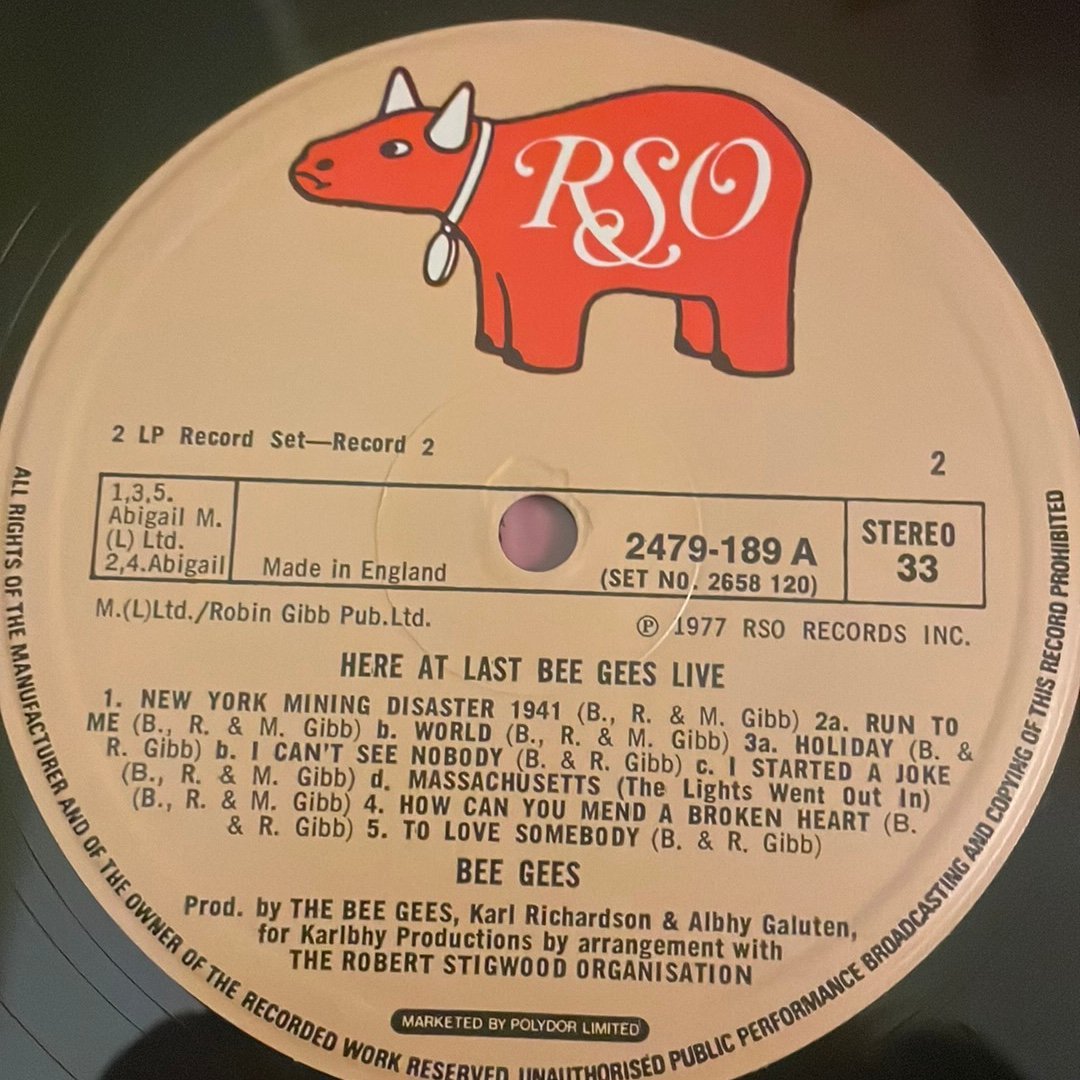 RSO
2 LP Record Set—Record 2
2
1,3,5.
Abigail M.
(L) Ltd.
2,4.Abigail
Made in England
2479-189 A
(SET NO. 2658 120)
STEREO
33
M.(L)Ltd./Robin Gibb Pub.Ltd.
Ⓟ 1977 RSO RECORDS INC.
HERE AT LAST BEE GEES LIVE
1. NEW YORK MINING DISASTER 1941 (B., R. & M. Gibb) 2a. RUN TO
ME (B., R. & M. Gibb) b. WORLD (B., R. & M. Gibb) 3a. HOLIDAY (B. &
R. Gibb) b. I CAN'T SEE NOBODY (B. & R. Gibb) c. I STARTED A JOKE
(B., R. & M. Gibb) d. MASSACHUSETTS (The Lights Went Out In)
(B., R. & M. Gibb) 4. HOW CAN YOU MEND A BROKEN HEART (B.
& R. Gibb) 5. TO LOVE SOMEBODY (B. & R. Gibb)
BEE GEES
Prod. by THE BEE GEES, Karl Richardson & Albhy Galuten,
for Karlbhy Productions by arrangement with
THE ROBERT STIGWOOD ORGANISATION
MARKETED BY POLYDOR LIMITED
ALL RIGHTS OF THE MANUFACTURER AND OF THE OWNER OF THE RECORDED WORK RESERVED UNAUTHORISED PUBLIC PERFORMANCE BROADCASTING AND COPYING OF THIS RECORD PROHIBITED